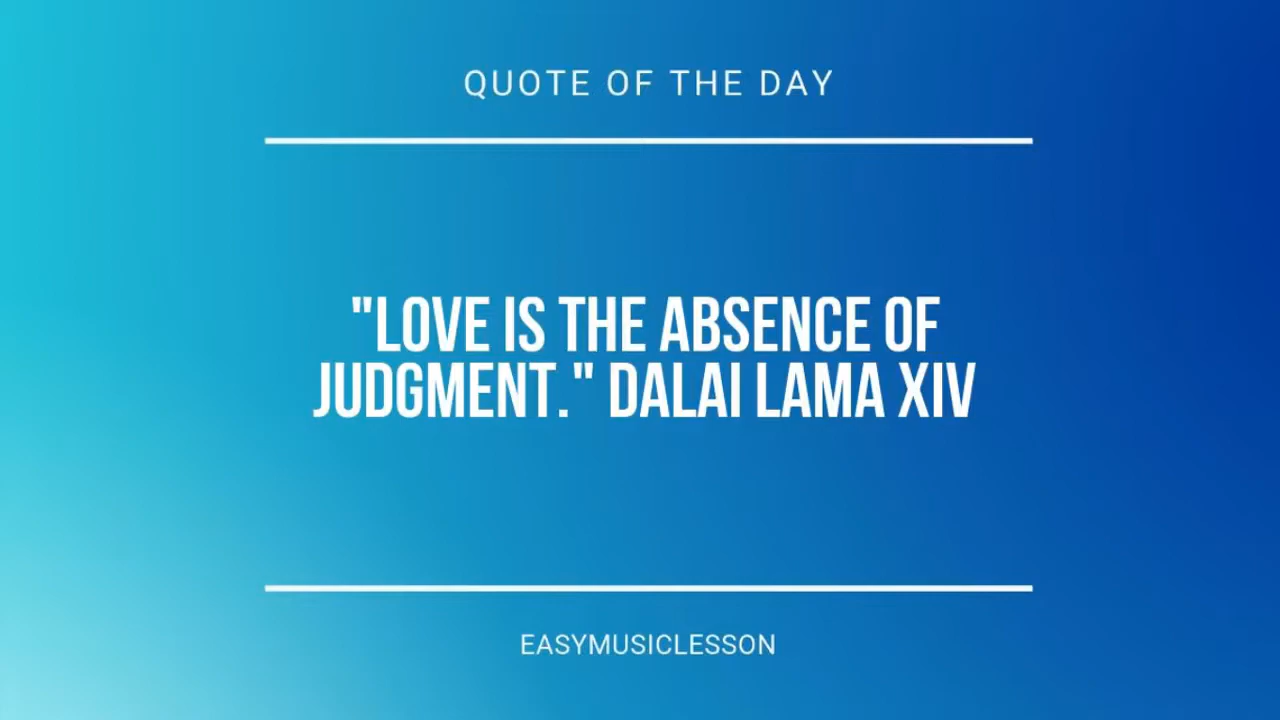 QUOTE OF THE DAY
"LOVE IS THE ABSENCE OF
JUDGMENT." DALAI LAMA XIV
EASYMUSICLESSON